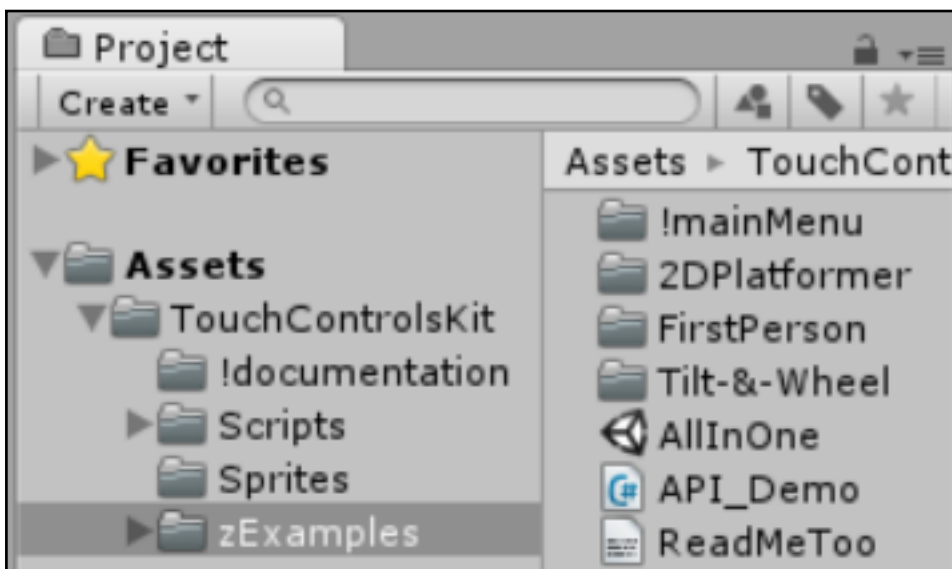 Project
Create
Favorites
Assets
TouchControlsKit
!documentation
Scripts
Sprites
zExamples
Assets ▸ TouchCont
!mainMenu
2DPlatformer
FirstPerson
Tilt-&-Wheel
AllInOne
API_Demo
ReadMeToo